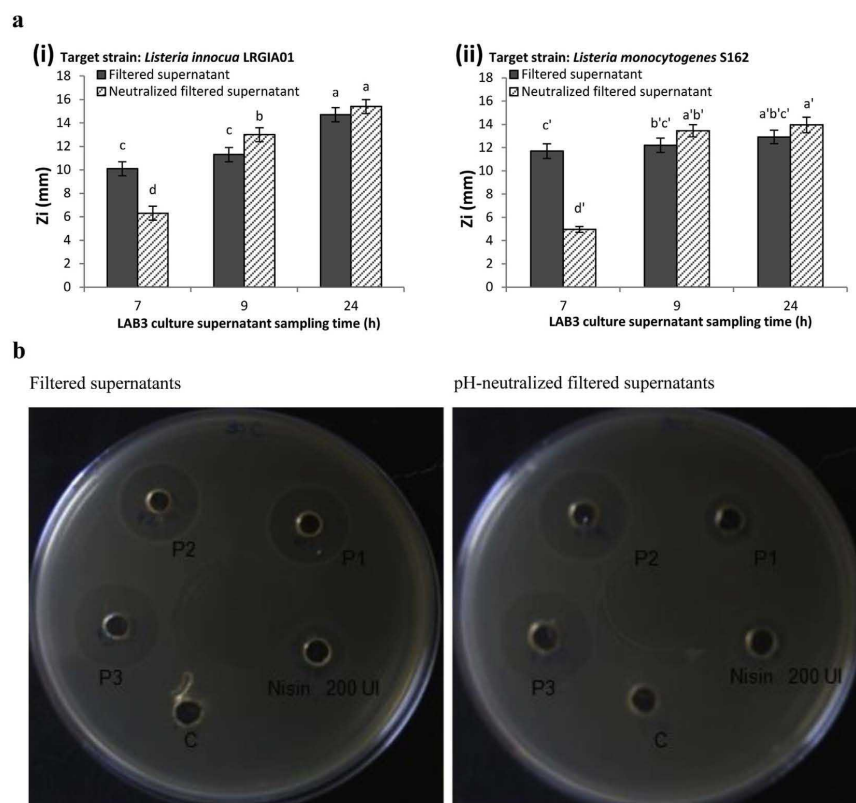 a
(i) Target strain: Listeria innocua LRGIA01
Filtered supernatant
Neutralized filtered supernatant
18
16
14
12
10
8
6
4
2
0
Zi (mm)
c
d
c
b
a
a
7
9
24
LAB3 culture supernatant sampling time (h)
(ii) Target strain: Listeria monocytogenes S162
Filtered supernatant
Neutralized filtered supernatant
18
16
14
12
10
8
6
4
2
0
Zi (mm)
c'
d'
b'c'
a'b'
a'b'c'
a'
7
9
24
LAB3 culture supernatant sampling time (h)
b
Filtered supernatants
P2
P1
P3
Nisin 200 UI
C
pH-neutralized filtered supernatants
P2
P1
P3
Nisin 200 UI
C